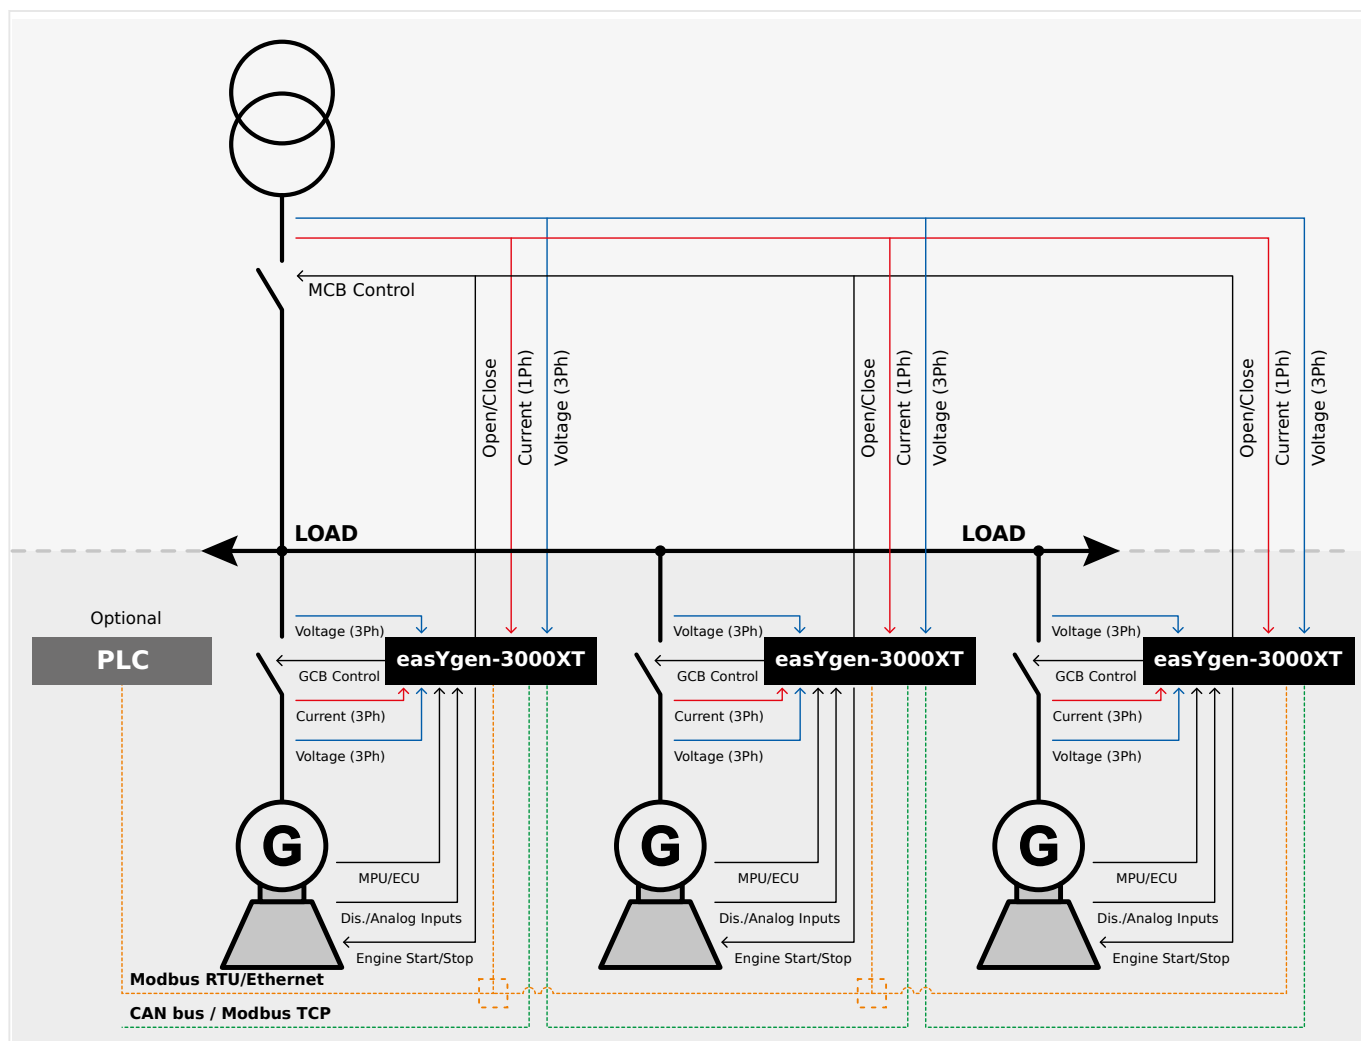 MCB Control
Open/Close
Current (1Ph)
Voltage (3Ph)
Open/Close
Current (1Ph)
Voltage (3Ph)
Open/Close
Current (1Ph)
Voltage (3Ph)
LOAD
LOAD
Optional
PLC
Voltage (3Ph)
easYgen-3000XT
GCB Control
Current (3Ph)
Voltage (3Ph)
G
MPU/ECU
Dis./Analog Inputs
Engine Start/Stop
Voltage (3Ph)
easYgen-3000XT
GCB Control
Current (3Ph)
Voltage (3Ph)
G
MPU/ECU
Dis./Analog Inputs
Engine Start/Stop
Voltage (3Ph)
easYgen-3000XT
GCB Control
Current (3Ph)
Voltage (3Ph)
G
MPU/ECU
Dis./Analog Inputs
Engine Start/Stop
Modbus RTU/Ethernet
CAN bus / Modbus TCP